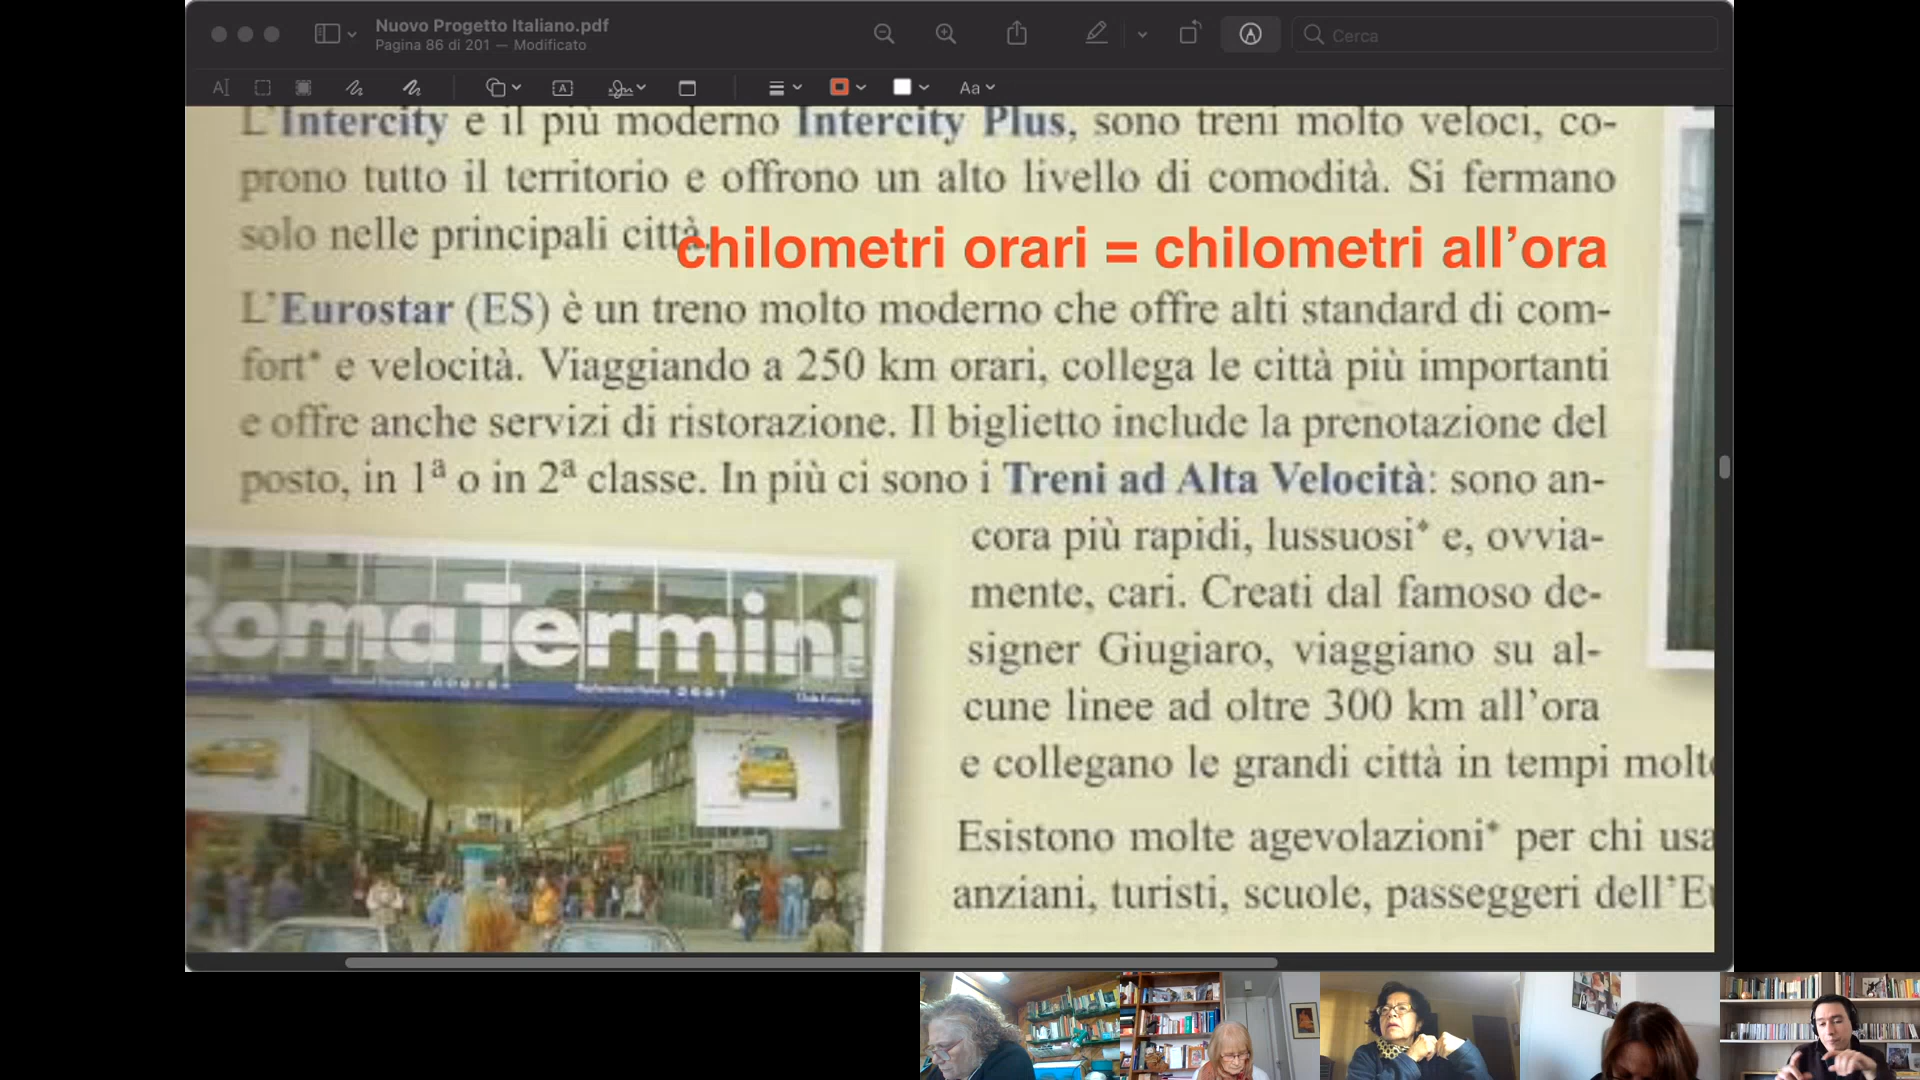 Nuovo Progetto Italiano.pdf
Pagina 86 di 201 — Modificato
Cerca
Aa
L'Intercity e il più moderno Intercity Plus, sono treni molto veloci, co-
prono tutto il territorio e offrono un alto livello di comodità. Si fermano
solo nelle principali città.
chilometri orari = chilometri all'ora
L'Eurostar (ES) è un treno molto moderno che offre alti standard di com-
fort* e velocità. Viaggiando a 250 km orari, collega le città più importanti
e offre anche servizi di ristorazione. Il biglietto include la prenotazione del
posto, in 1ª o in 2ª classe. In più ci sono i Treni ad Alta Velocità: sono an-
cora più rapidi, lussuosi* e, ovvia-
mente, cari. Creati dal famoso de-
signer Giugiaro, viaggiano su al-
cune linee ad oltre 300 km all'ora
e collegano le grandi città in tempi molto
Esistono molte agevolazioni* per chi usa
anziani, turisti, scuole, passeggeri dell'Eu
Roma Termini